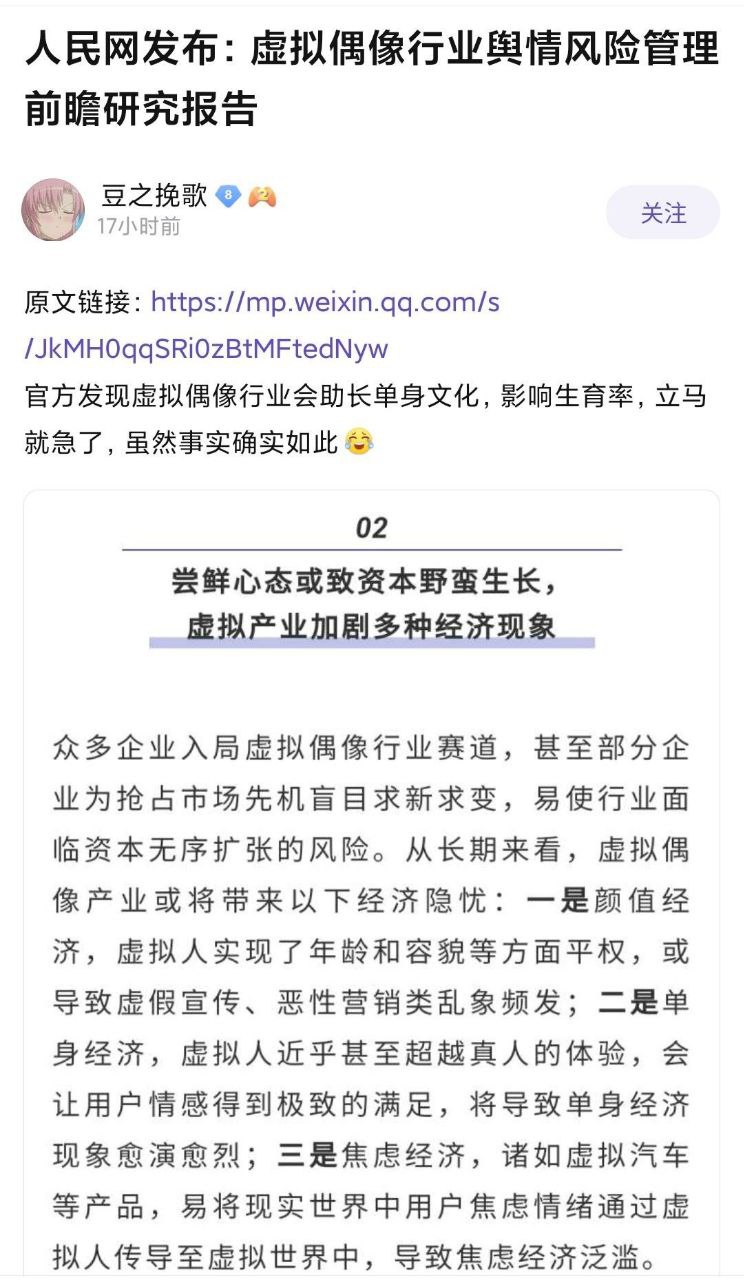 人民网发布：虚拟偶像行业舆情风险管理
前瞻研究报告
豆之挽歌 8 2
17小时前
关注
原文链接：https://mp.weixin.qq.com/s
/JkMH0qqSRi0zBtMFtedNyw
官方发现虚拟偶像行业会助长单身文化，影响生育率，立马
就急了，虽然事实确实如此😂
02
尝鲜心态或致资本野蛮生长，
虚拟产业加剧多种经济现象
众多企业入局虚拟偶像行业赛道，甚至部分企
业为抢占市场先机盲目求新求变，易使行业面
临资本无序扩张的风险。从长期来看，虚拟偶
像产业或将带来以下经济隐忧：一是颜值经
济，虚拟人实现了年龄和容貌等方面平权，或
导致虚假宣传、恶性营销类乱象频发；二是单
身经济，虚拟人近乎甚至超越真人的体验，会
让用户情感得到极致的满足，将导致单身经济
现象愈演愈烈；三是焦虑经济，诸如虚拟汽车
等产品，易将现实世界中用户焦虑情绪通过虚
拟人传导至虚拟世界中，导致焦虑经济泛滥。